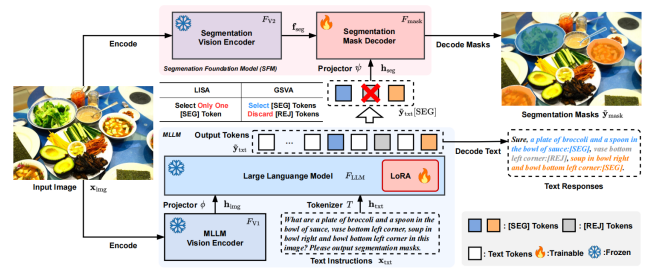 Encode
Segmentation
Vision Encoder
F_V2
f_seg
Segmentation
Mask Decoder
F_mask
Decode Masks
Segmentation Foundation Model (SFM)
Projector ψ
h_seg
LISA
GSVA
Select Only One
[SEG] Token
Select [SEG] Tokens
Discard [REJ] Tokens
ŷ_txt[SEG]
Segmentation Masks ŷ_mask
MLLM
Output Tokens
ŷ_txt
...
Decode Text
Sure, a plate of broccoli and a spoon in
the bowl of sauce:[SEG], vase bottom
left corner:[REJ], soup in bowl right
and bowl bottom left corner:[SEG].
Text Responses
Input Image x_img
Large Language Model F_LLM
LoRA
Projector ϕ
h_img
Tokenizer T
h_txt
Encode
MLLM
Vision Encoder
F_V1
What are a plate of broccoli and a spoon in the
bowl of sauce, vase bottom left corner, soup in
bowl right and bowl bottom left corner in this
image? Please output segmentation masks.
Text Instructions x_txt
: [SEG] Tokens
: [REJ] Tokens
: Text Tokens
:Trainable
:Frozen